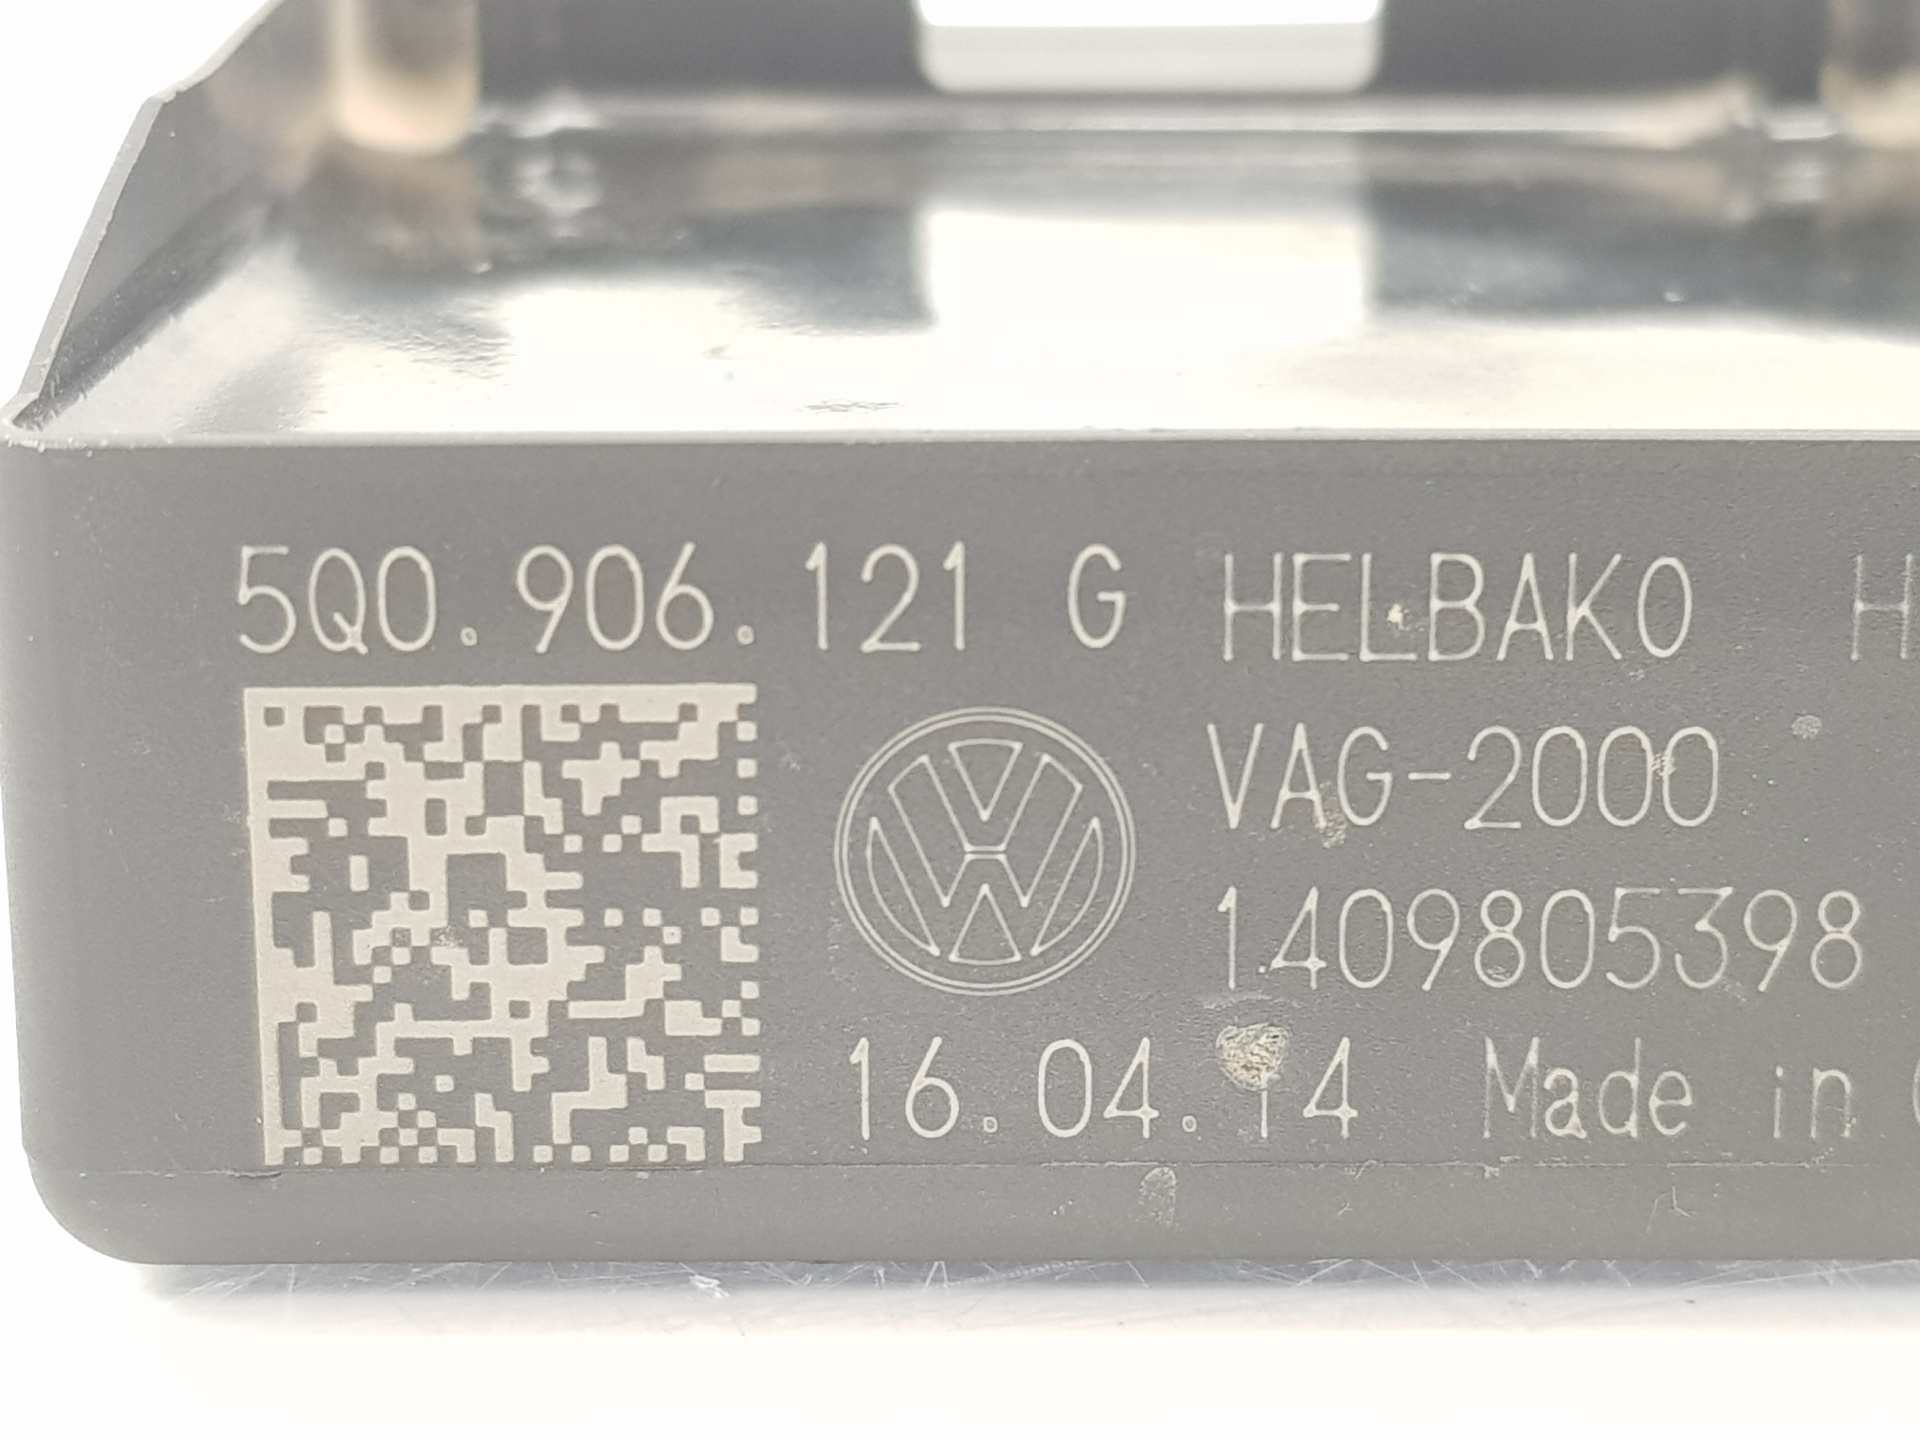 5Q0.906.121 G HELBAKO H
VAG-2000
1409805398
16.04.14 Made in